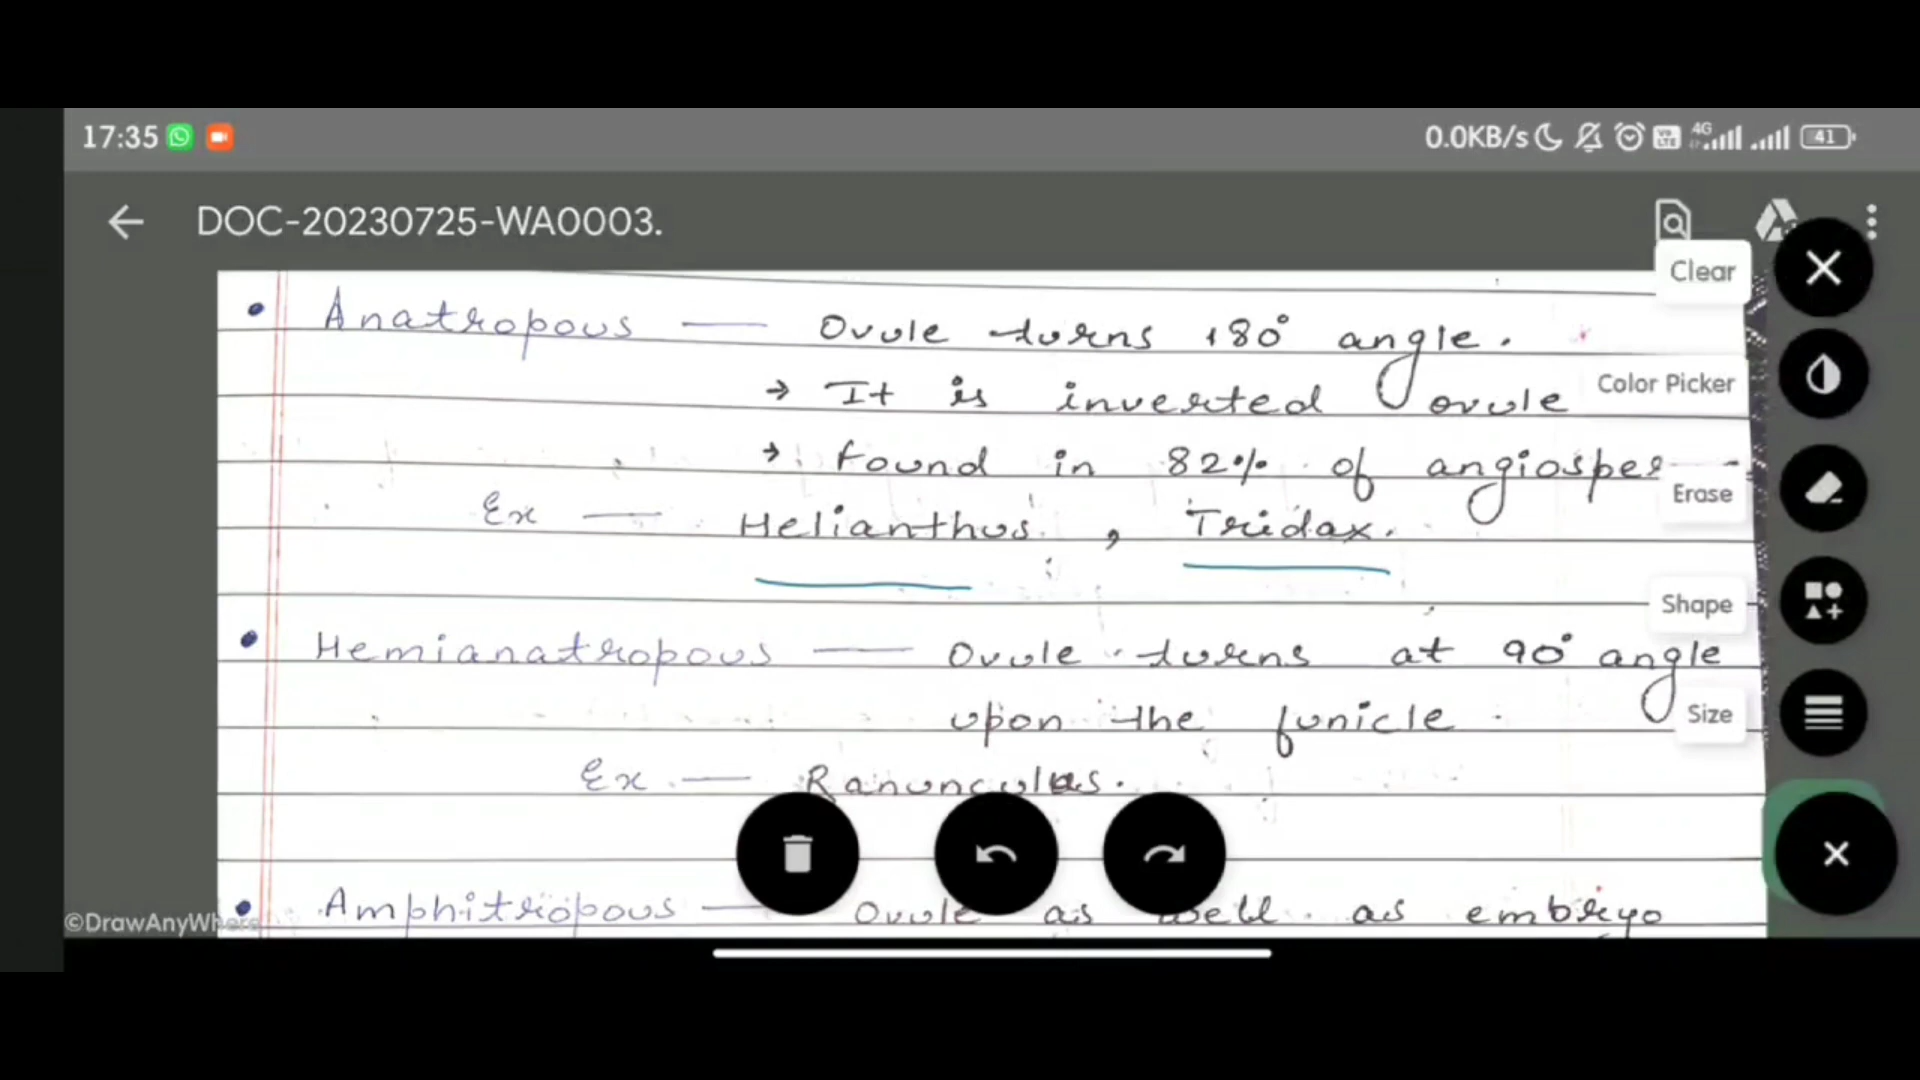 17:35 0.0KB/s 4G 41
DOC-20230725-WA0003.
Clear
• Anatropous — Ovule turns 180° angle.
Color Picker
→ It is inverted ovule
→ Found in 82% of angiosper
Erase
Ex — Helianthus, Tridax.
Shape
• Hemianatropous — Ovule turns at 90° angle
upon the funicle
Size
Ex — Ranunculus.
• Amphitropous — Ovule as well as embryo
©DrawAnyWhere